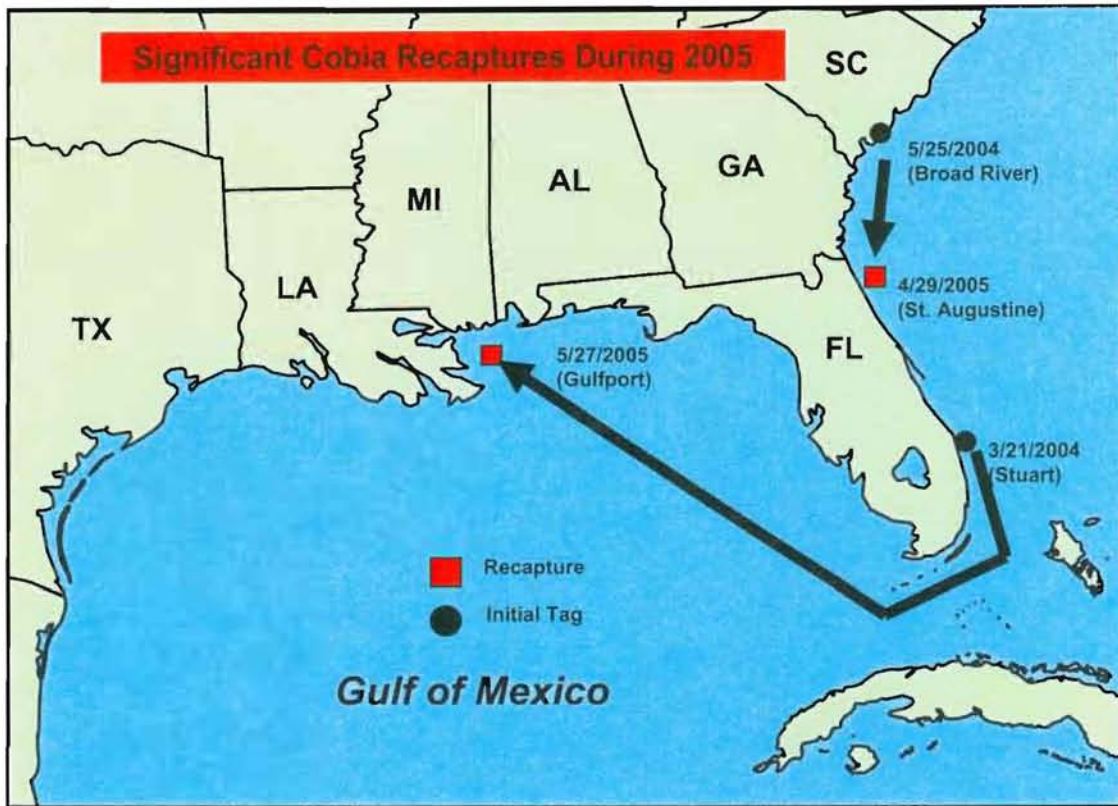 Significant Cobia Recaptures During 2005
SC
5/25/2004
(Broad River)
GA
AL
MI
LA
TX
4/29/2005
(St. Augustine)
FL
5/27/2005
(Gulfport)
3/21/2004
(Stuart)
Recapture
Initial Tag
Gulf of Mexico